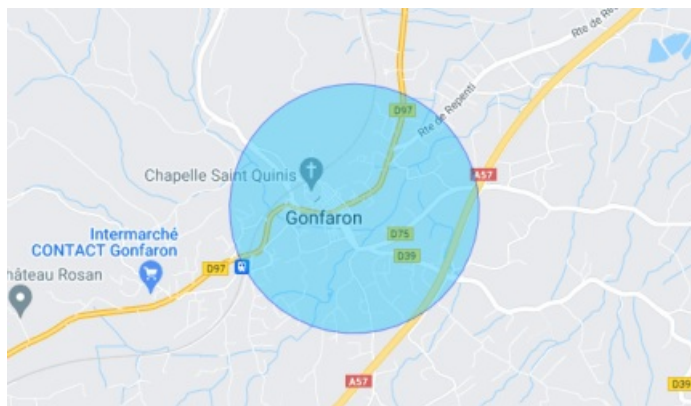 Rte de Re
D97
Rte de Repenti
Chapelle Saint Quinis
A57
Gonfaron
Intermarché
CONTACT Gonfaron
D75
D39
D97
hâteau Rosan
A57
D39